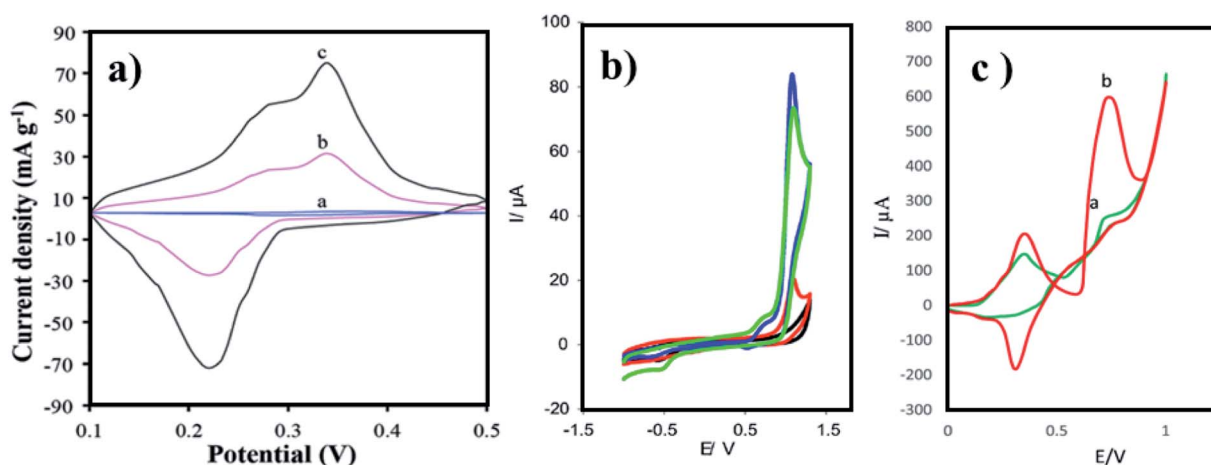 a)
Current density (mA g⁻¹)
90
70
50
30
10
-10
-30
-50
-70
-90
c
b
a
0.1 0.2 0.3 0.4 0.5
Potential (V)
b)
I/ µA
100
80
60
40
20
0
-20
-1.5 -0.5 0.5 1.5
E/ V
c )
I/ µA
800
700
600
500
400
300
200
100
0
-100
-200
-300
b
a
0 0.5 1
E/V